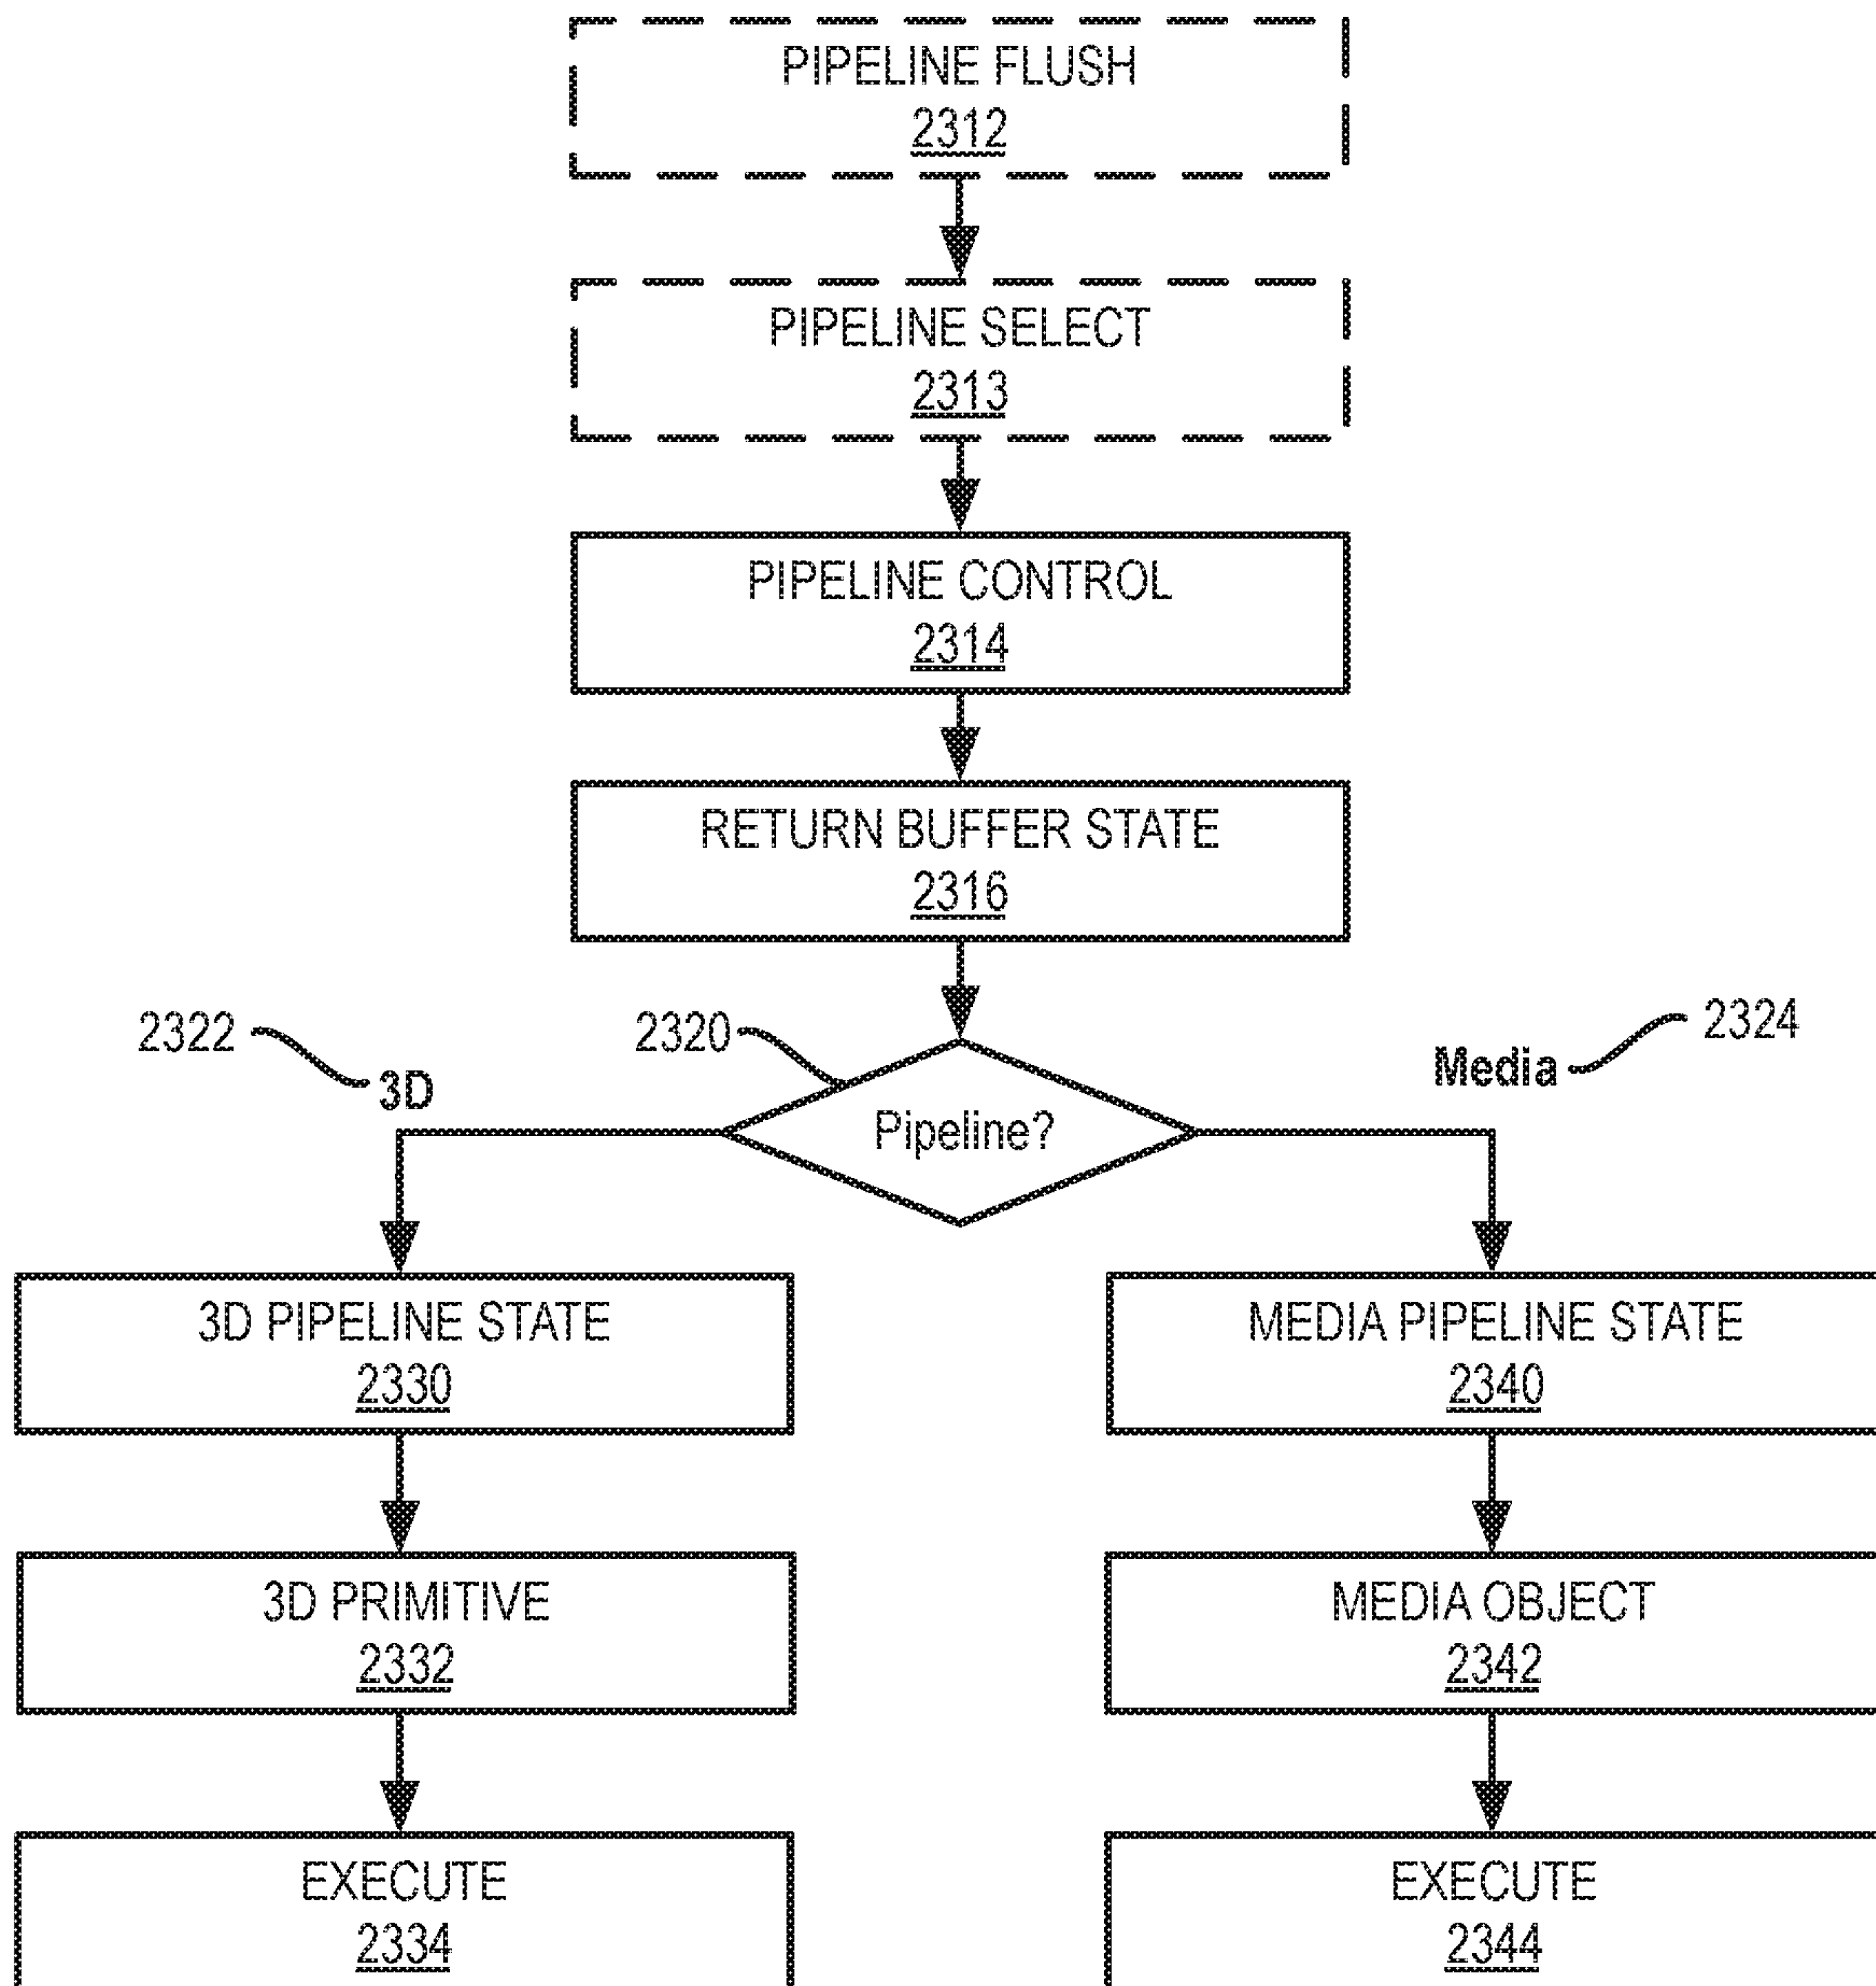 PIPELINE FLUSH
2312
PIPELINE SELECT
2313
PIPELINE CONTROL
2314
RETURN BUFFER STATE
2316
2322
2320
2324
3D
Media
Pipeline?
3D PIPELINE STATE
2330
MEDIA PIPELINE STATE
2340
3D PRIMITIVE
2332
MEDIA OBJECT
2342
EXECUTE
2334
EXECUTE
2344